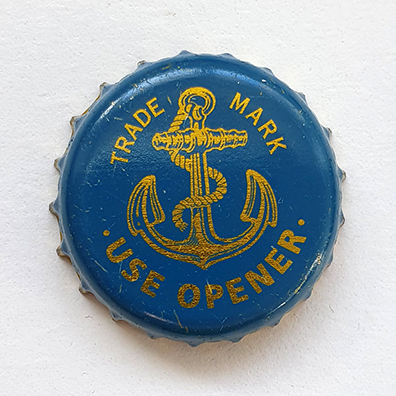 TRADE MARK
· USE OPENER ·